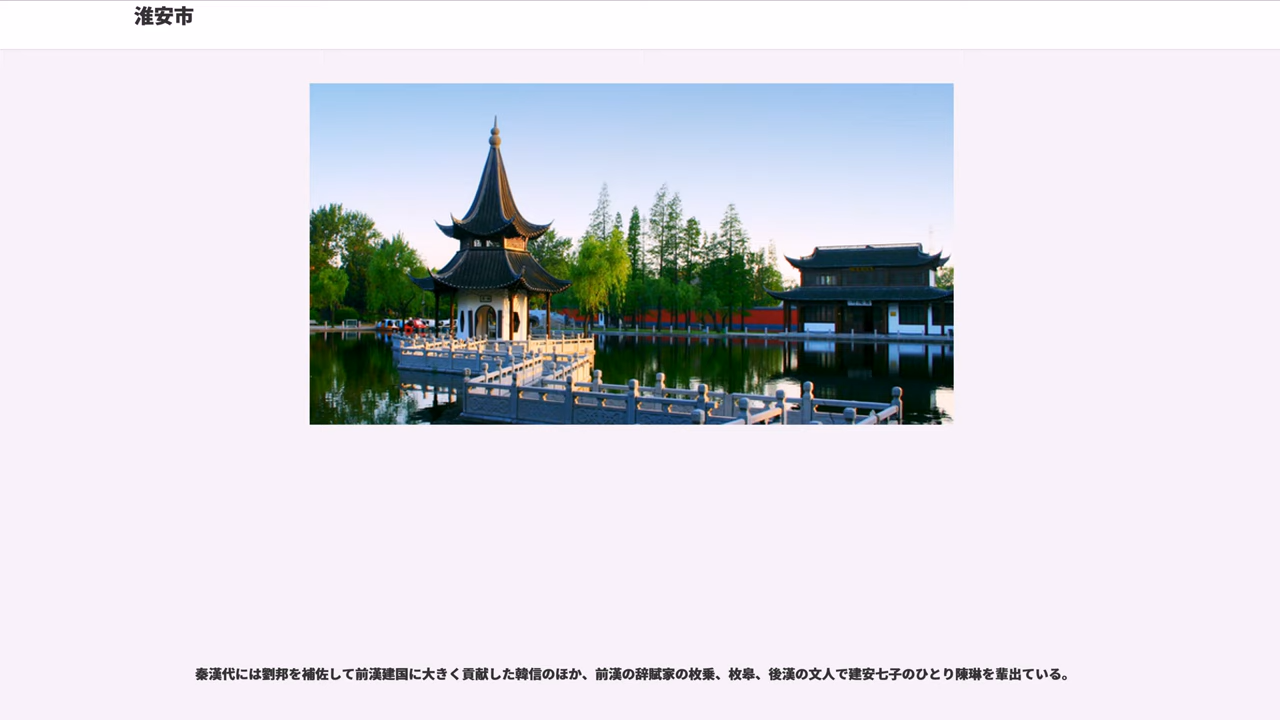 淮安市
秦漢代には劉邦を補佐して前漢建国に大きく貢献した韓信のほか、前漢の辞賦家の枚乗、枚皋、後漢の文人で建安七子のひとり陳琳を輩出ている。